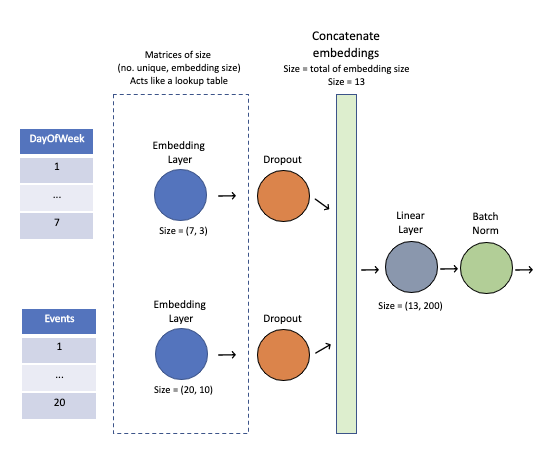 Concatenate
embeddings
Size = total of embedding size
Size = 13
Matrices of size
(no. unique, embedding size)
Acts like a lookup table
DayOfWeek
1
...
7
Embedding
Layer
Size = (7, 3)
Dropout
Linear
Layer
Size = (13, 200)
Batch
Norm
Events
1
...
20
Embedding
Layer
Size = (20, 10)
Dropout